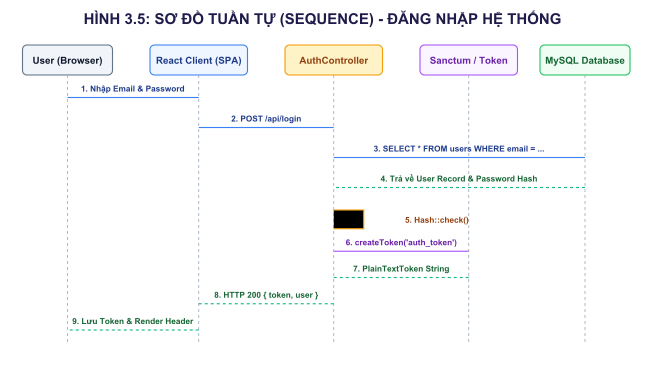 HÌNH 3.5: SƠ ĐỒ TUẦN TỰ (SEQUENCE) - ĐĂNG NHẬP HỆ THỐNG
User (Browser)
React Client (SPA)
AuthController
Sanctum / Token
MySQL Database
1. Nhập Email & Password
2. POST /api/login
3. SELECT * FROM users WHERE email = ...
4. Trả về User Record & Password Hash
5. Hash::check()
6. createToken('auth_token')
7. PlainTextToken String
8. HTTP 200 { token, user }
9. Lưu Token & Render Header